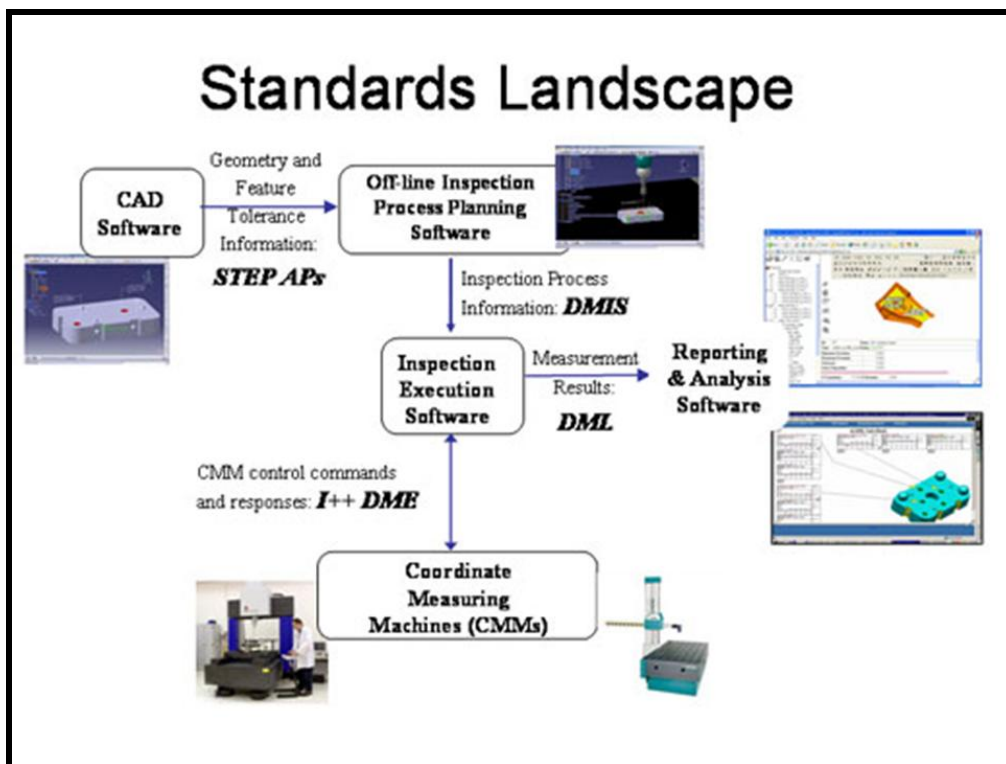 Standards Landscape
Geometry and
Feature
Tolerance
Information:
STEP APs
CAD
Software
Off-line Inspection
Process Planning
Software
Inspection Process
Information: DMIS
Inspection
Execution
Software
Measurement
Results:
DML
Reporting
& Analysis
Software
CMM control commands
and responses: I++ DME
Coordinate
Measuring
Machines (CMMs)